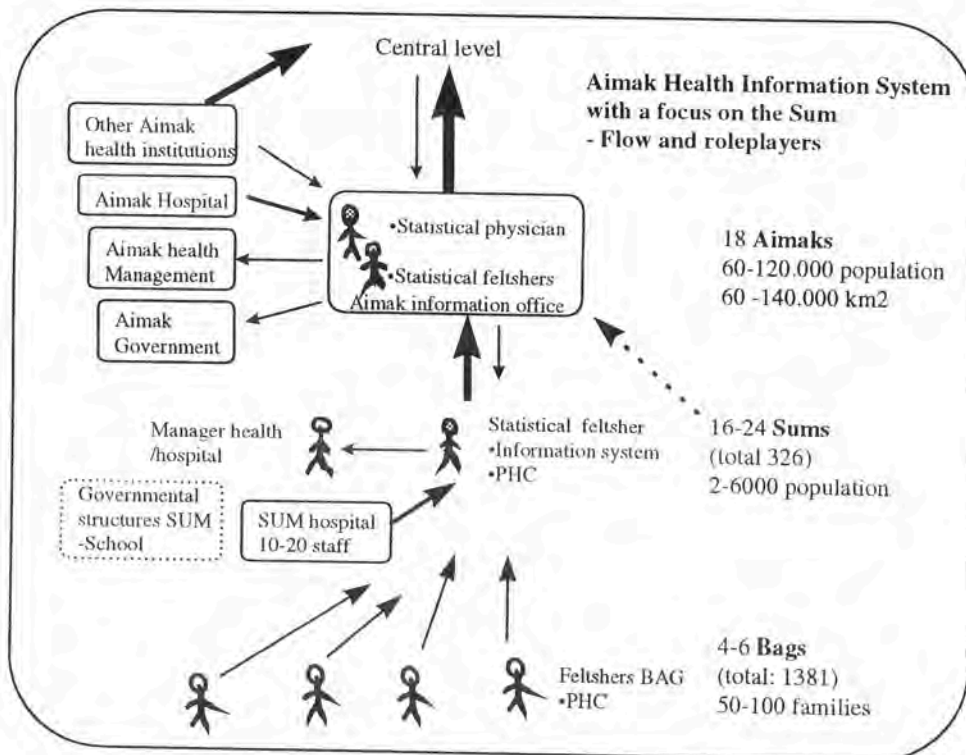 Central level
Aimak Health Information System
with a focus on the Sum
- Flow and roleplayers
Other Aimak
health institutions
Aimak Hospital
Aimak health
Management
Aimak
Government
•Statistical physician
•Statistical feltshers
Aimak information office
18 Aimaks
60-120.000 population
60 -140.000 km2
Manager health
/hospital
Statistical feltsher
•Information system
•PHC
16-24 Sums
(total 326)
2-6000 population
Governmental
structures SUM
-School
SUM hospital
10-20 staff
Feltshers BAG
•PHC
4-6 Bags
(total: 1381)
50-100 families